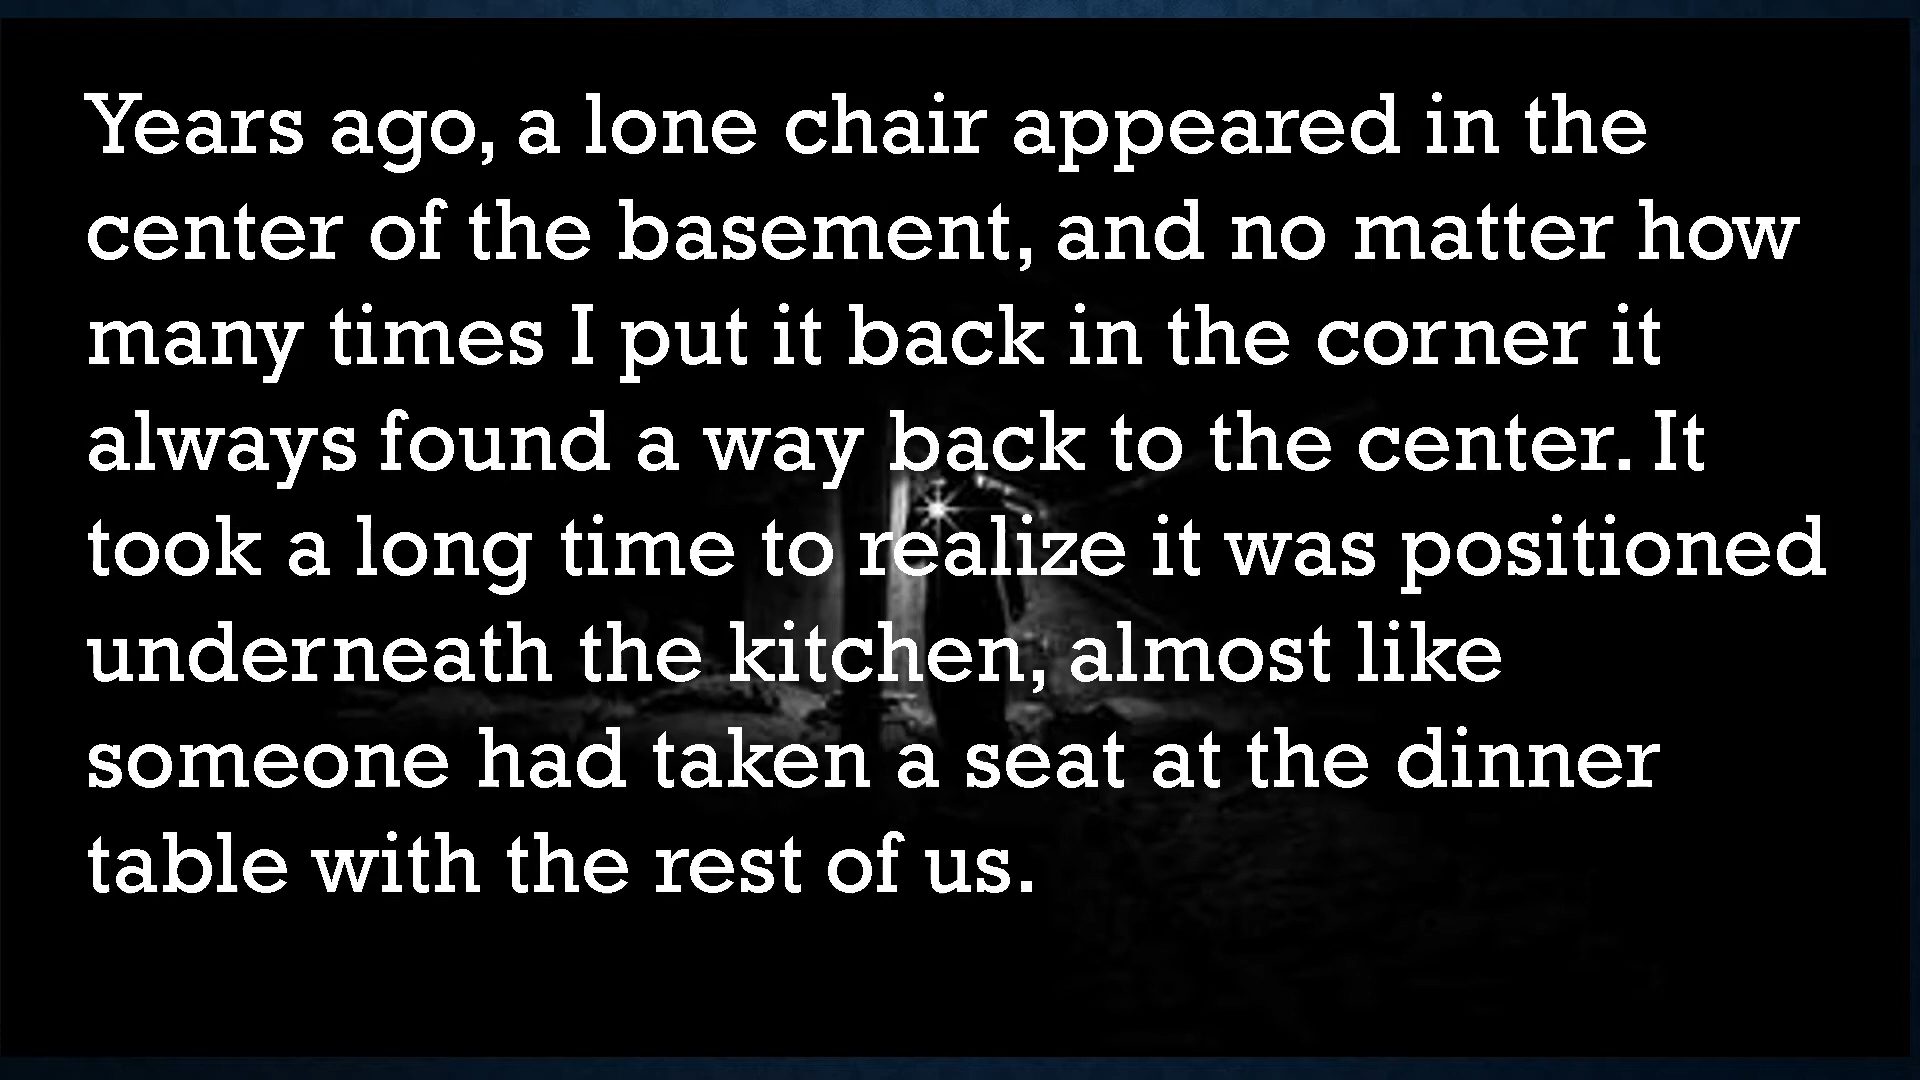 Years ago, a lone chair appeared in the
center of the basement, and no matter how
many times I put it back in the corner it
always found a way back to the center. It
took a long time to realize it was positioned
underneath the kitchen, almost like
someone had taken a seat at the dinner
table with the rest of us.